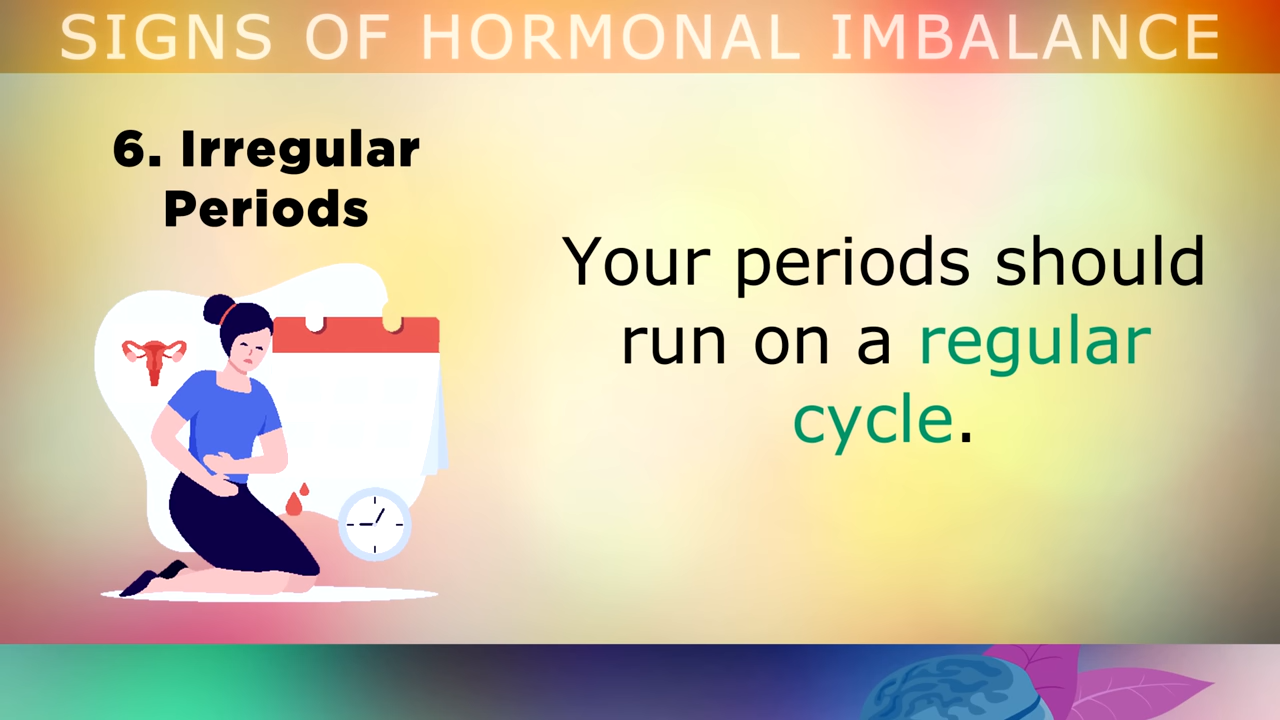 SIGNS OF HORMONAL IMBALANCE
6. Irregular
Periods
Your periods should
run on a regular
cycle.